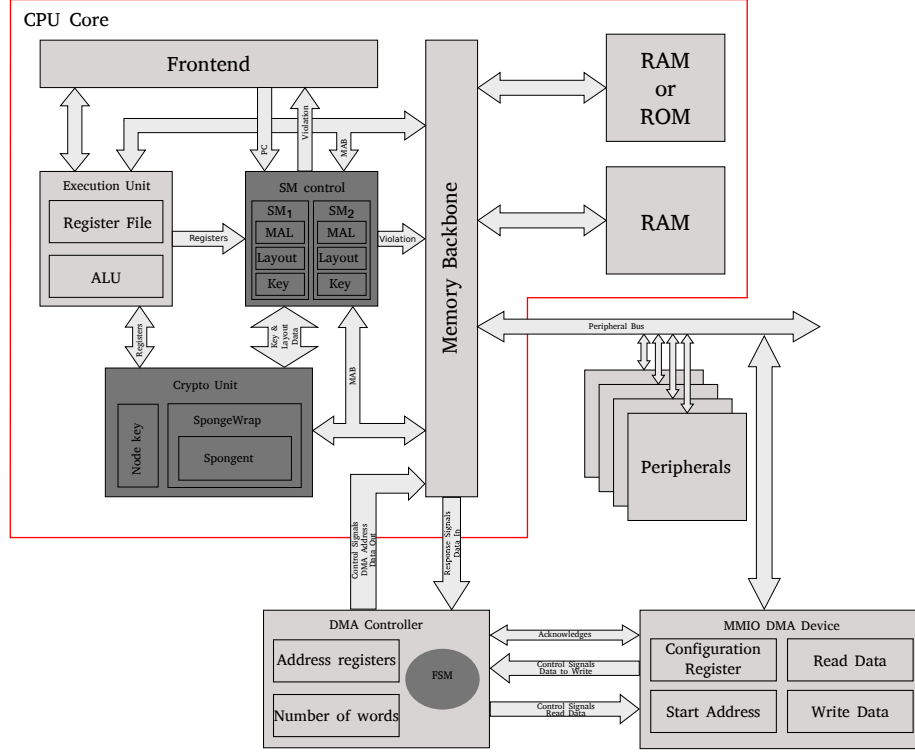 CPU Core
Frontend
RAM
or
ROM
PC
Violation
MAB
Execution Unit
Register File
ALU
Registers
SM control
SM1
MAL
Layout
Key
SM2
MAL
Layout
Key
Violation
Memory Backbone
RAM
Peripheral Bus
Registers
Key &
Layout
Data
MAB
Crypto Unit
Node key
SpongeWrap
Spongent
Peripherals
Control Signals
DMA Address
Data Out
Response Signals
Data In
DMA Controller
Address registers
Number of words
FSM
Acknowledges
Control Signals
Data to Write
Control Signals
Read Data
MMIO DMA Device
Configuration
Register
Read Data
Start Address
Write Data